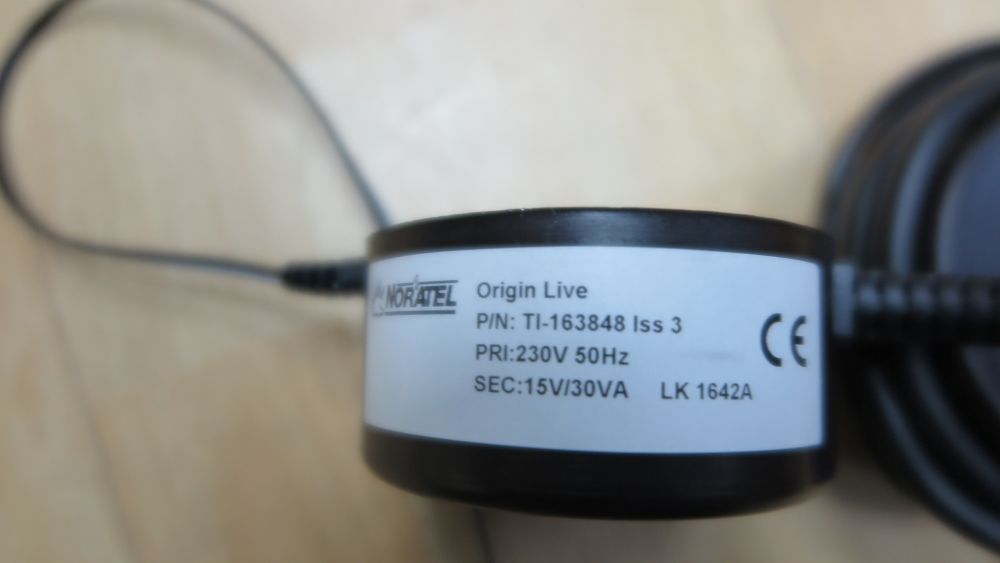 NORATEL
Origin Live
P/N: TI-163848 Iss 3
PRI:230V 50Hz
SEC:15V/30VA LK 1642A
CE